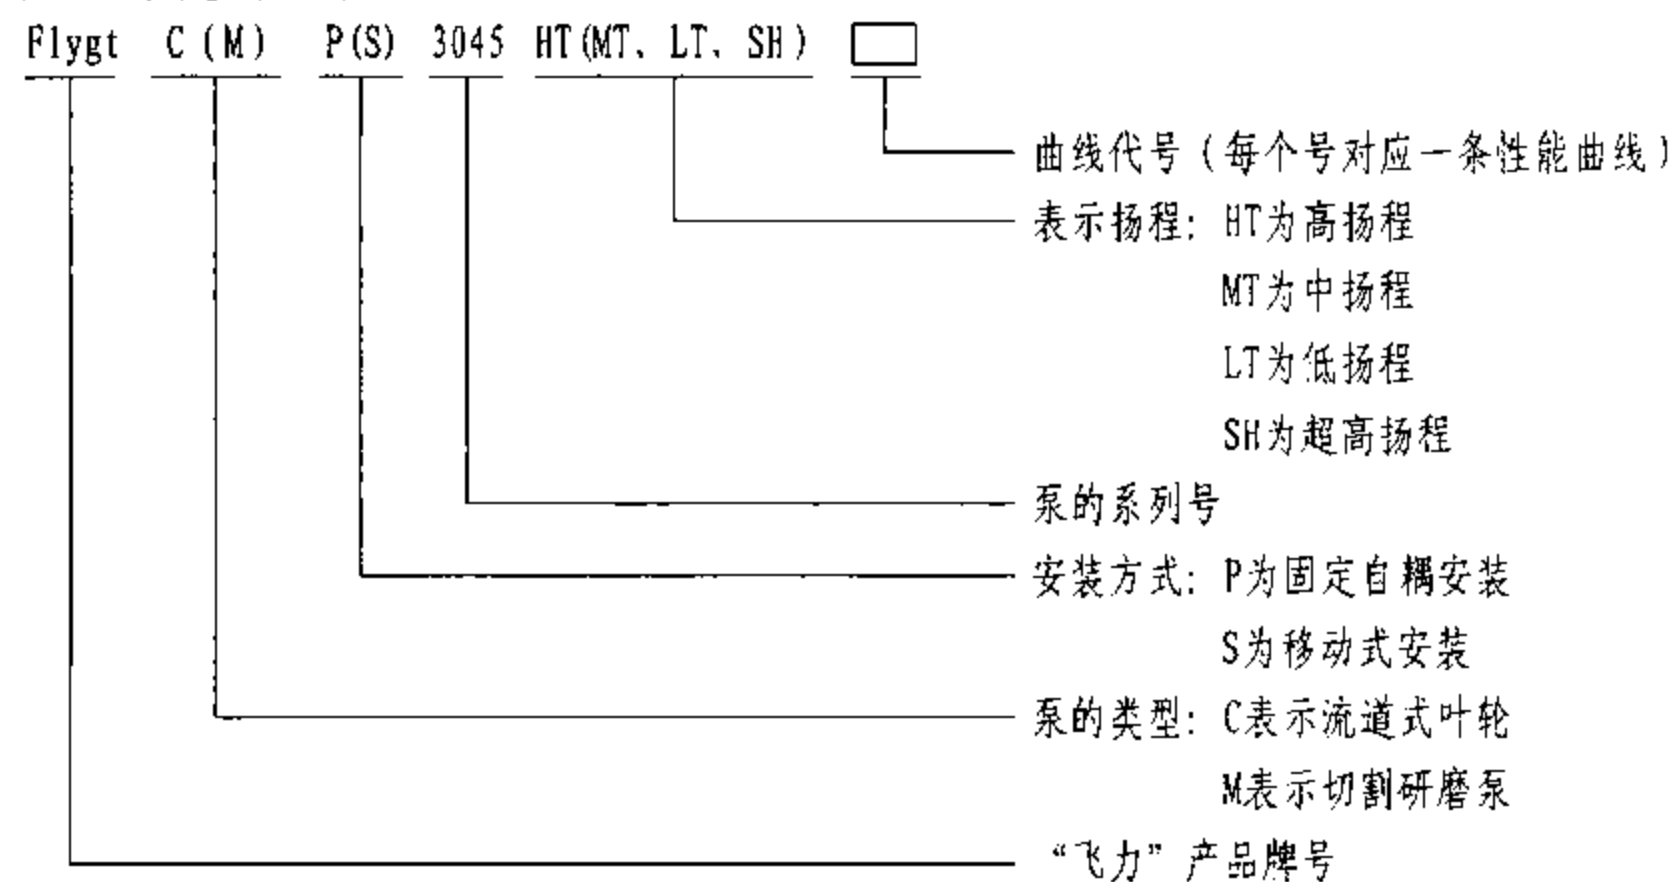 Flygt C(M) P(S) 3045 HT(MT、LT、SH) 
曲线代号(每个号对应一条性能曲线)
表示扬程: HT为高扬程
MT为中扬程
LT为低扬程
SH为超高扬程
泵的系列号
安装方式: P为固定自耦安装
S为移动式安装
泵的类型: C表示流道式叶轮
M表示切割研磨泵
“飞力”产品牌号